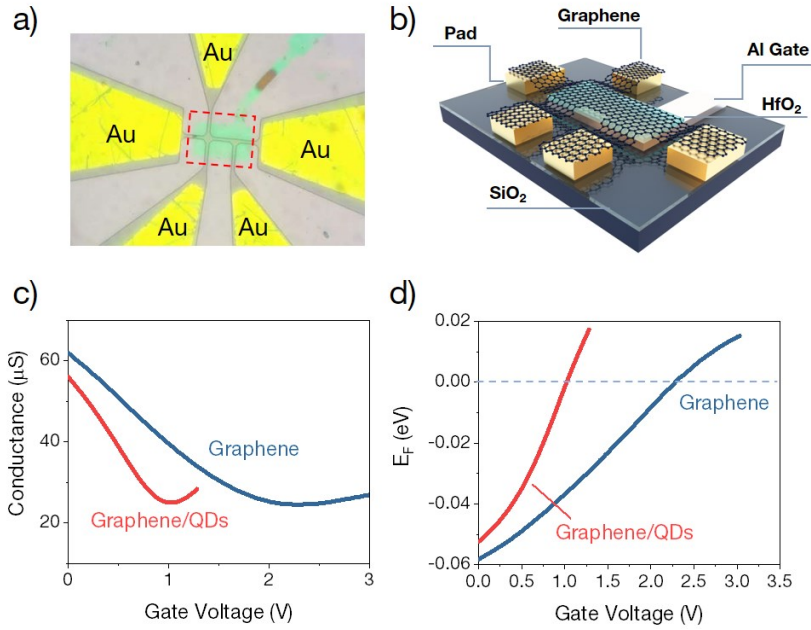 a)
Au
Au
Au
Au
Au
b)
Pad
Graphene
Al Gate
HfO₂
SiO₂
c)
Conductance (μS)
60
40
20
Graphene
Graphene/QDs
0
1
2
3
Gate Voltage (V)
d)
E_F (eV)
0.02
0.00
-0.02
-0.04
-0.06
Graphene
Graphene/QDs
0.0
0.5
1.0
1.5
2.0
2.5
3.0
3.5
Gate Voltage (V)